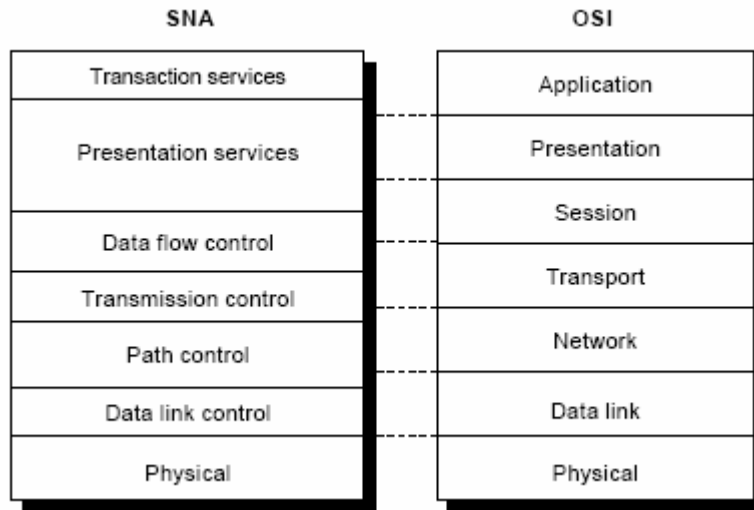 SNA
OSI
Transaction services
Presentation services
Data flow control
Transmission control
Path control
Data link control
Physical
Application
Presentation
Session
Transport
Network
Data link
Physical